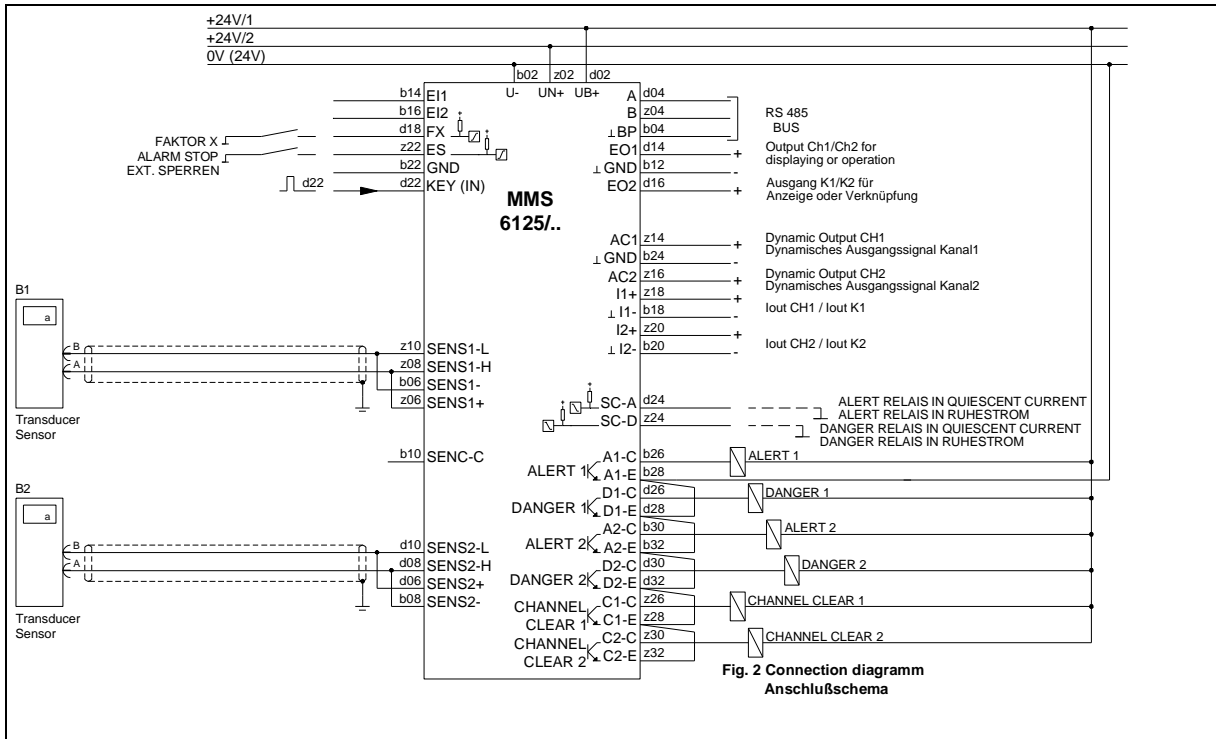 +24V/1
+24V/2
0V (24V)
b02 z02 d02
U- UN+ UB+
b14 EI1
b16 EI2
d18 FX
z22 ES
b22 GND
d22 KEY (IN)
FAKTOR X
ALARM STOP
EXT. SPERREN
d22
MMS
6125/..
A d04
B z04
⊥BP b04
EO1 d14
⊥GND b12
EO2 d16
RS 485
BUS
+ Output Ch1/Ch2 for
displaying or operation
-
+ Ausgang K1/K2 für
Anzeige oder Verknüpfung
AC1 z14
⊥GND b24
AC2 z16
I1+ z18
⊥I1- b18
I2+ z20
⊥I2- b20
+ Dynamic Output CH1
Dynamisches Ausgangssignal Kanal1
-
+ Dynamic Output CH2
Dynamisches Ausgangssignal Kanal2
+
Iout CH1 / Iout K1
-
+
Iout CH2 / Iout K2
-
B1
a
B
A
Transducer
Sensor
z10 SENS1-L
z08 SENS1-H
b06 SENS1-
z06 SENS1+
b10 SENC-C
B2
a
B
A
Transducer
Sensor
d10 SENS2-L
d08 SENS2-H
d06 SENS2+
b08 SENS2-
+
+
+
+
SC-A d24
SC-D z24
ALERT RELAIS IN QUIESCENT CURRENT
ALERT RELAIS IN RUHESTROM
DANGER RELAIS IN QUIESCENT CURRENT
DANGER RELAIS IN RUHESTROM
ALERT 1
A1-C b26
A1-E b28
ALERT 1
DANGER 1
D1-C d26
D1-E d28
DANGER 1
ALERT 2
A2-C b30
A2-E b32
ALERT 2
DANGER 2
D2-C d30
D2-E d32
DANGER 2
CHANNEL
CLEAR 1
C1-C z26
C1-E z28
CHANNEL CLEAR 1
CHANNEL
CLEAR 2
C2-C z30
C2-E z32
CHANNEL CLEAR 2
Fig. 2 Connection diagramm
Anschlußschema